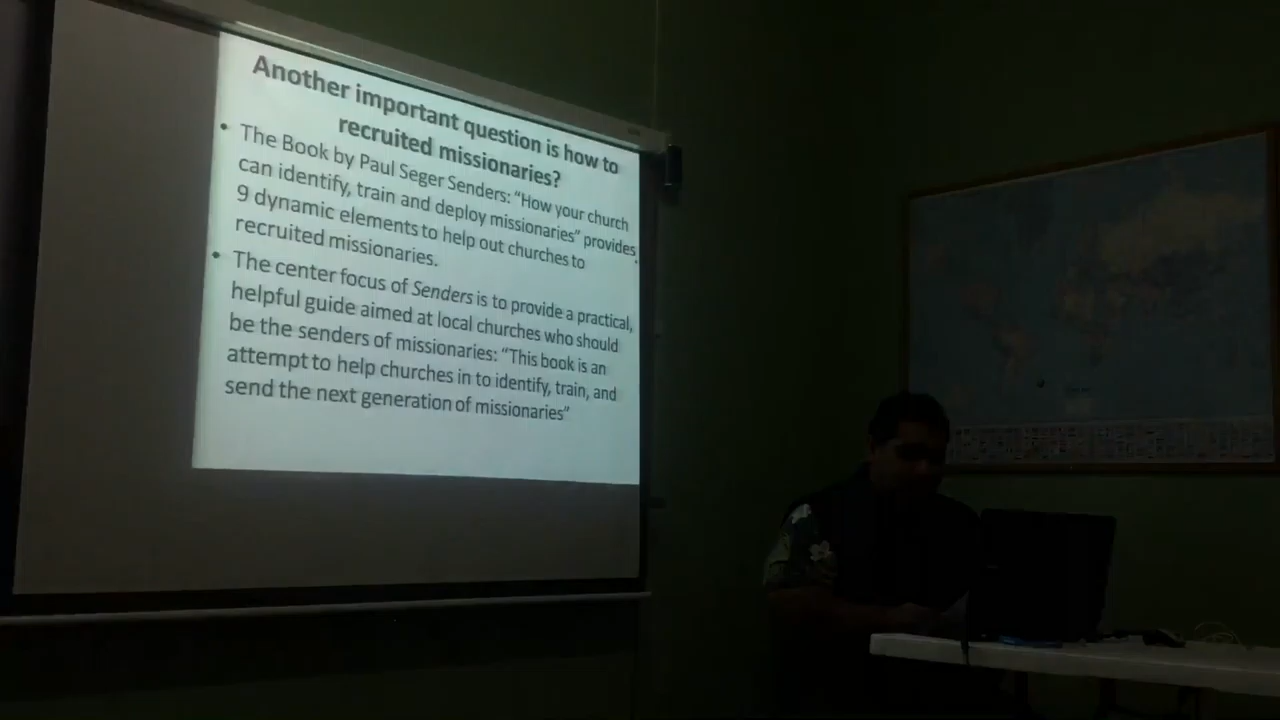 Another important question is how to
recruited missionaries?
• The Book by Paul Seger Senders: “How your church
can identify, train and deploy missionaries” provides
9 dynamic elements to help out churches to
recruited missionaries.
• The center focus of Senders is to provide a practical,
helpful guide aimed at local churches who should
be the senders of missionaries: “This book is an
attempt to help churches in to identify, train, and
send the next generation of missionaries”